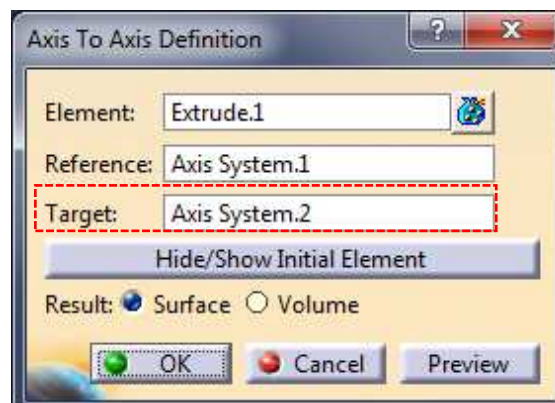 Axis To Axis Definition ? X
Element: Extrude.1
Reference: Axis System.1
Target: Axis System.2
Hide/Show Initial Element
Result: Surface Volume
OK Cancel Preview